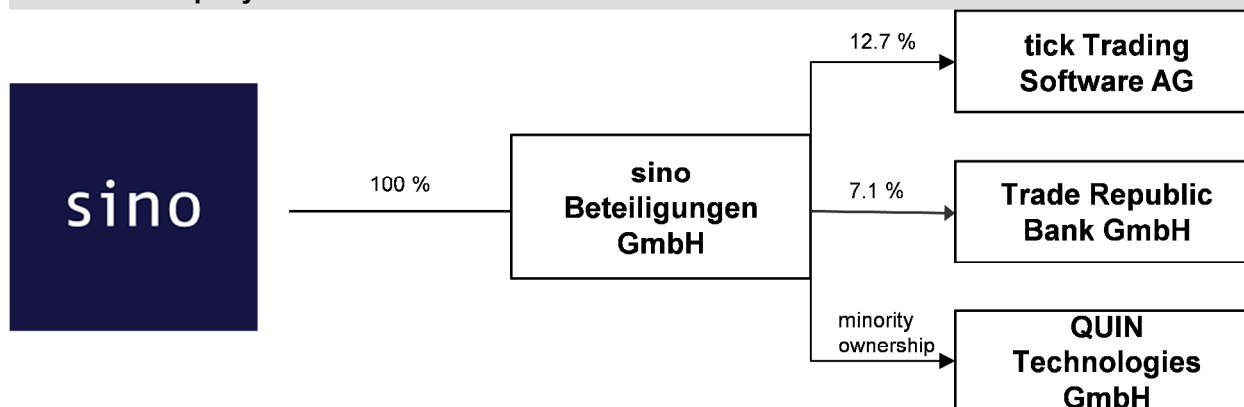 12.7 %
tick Trading
Software AG
sino
100 %
sino
Beteiligungen
GmbH
7.1 %
Trade Republic
Bank GmbH
minority
ownership
QUIN
Technologies
GmbH